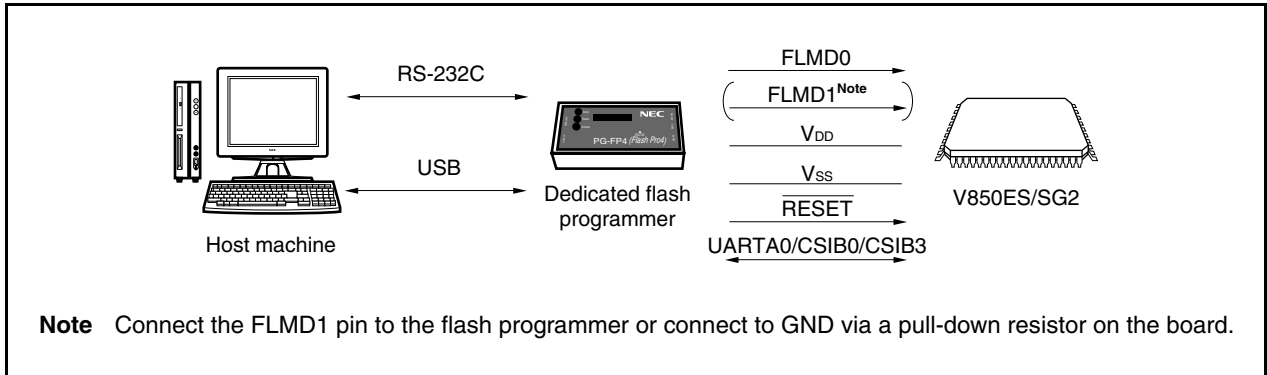 RS-232C
USB
Host machine
NEC
PG-FP4 (Flash Pro4)
Dedicated flash
programmer
FLMD0
FLMD1Note
VDD
VSS
RESET
UARTA0/CSIB0/CSIB3
V850ES/SG2
Note Connect the FLMD1 pin to the flash programmer or connect to GND via a pull-down resistor on the board.